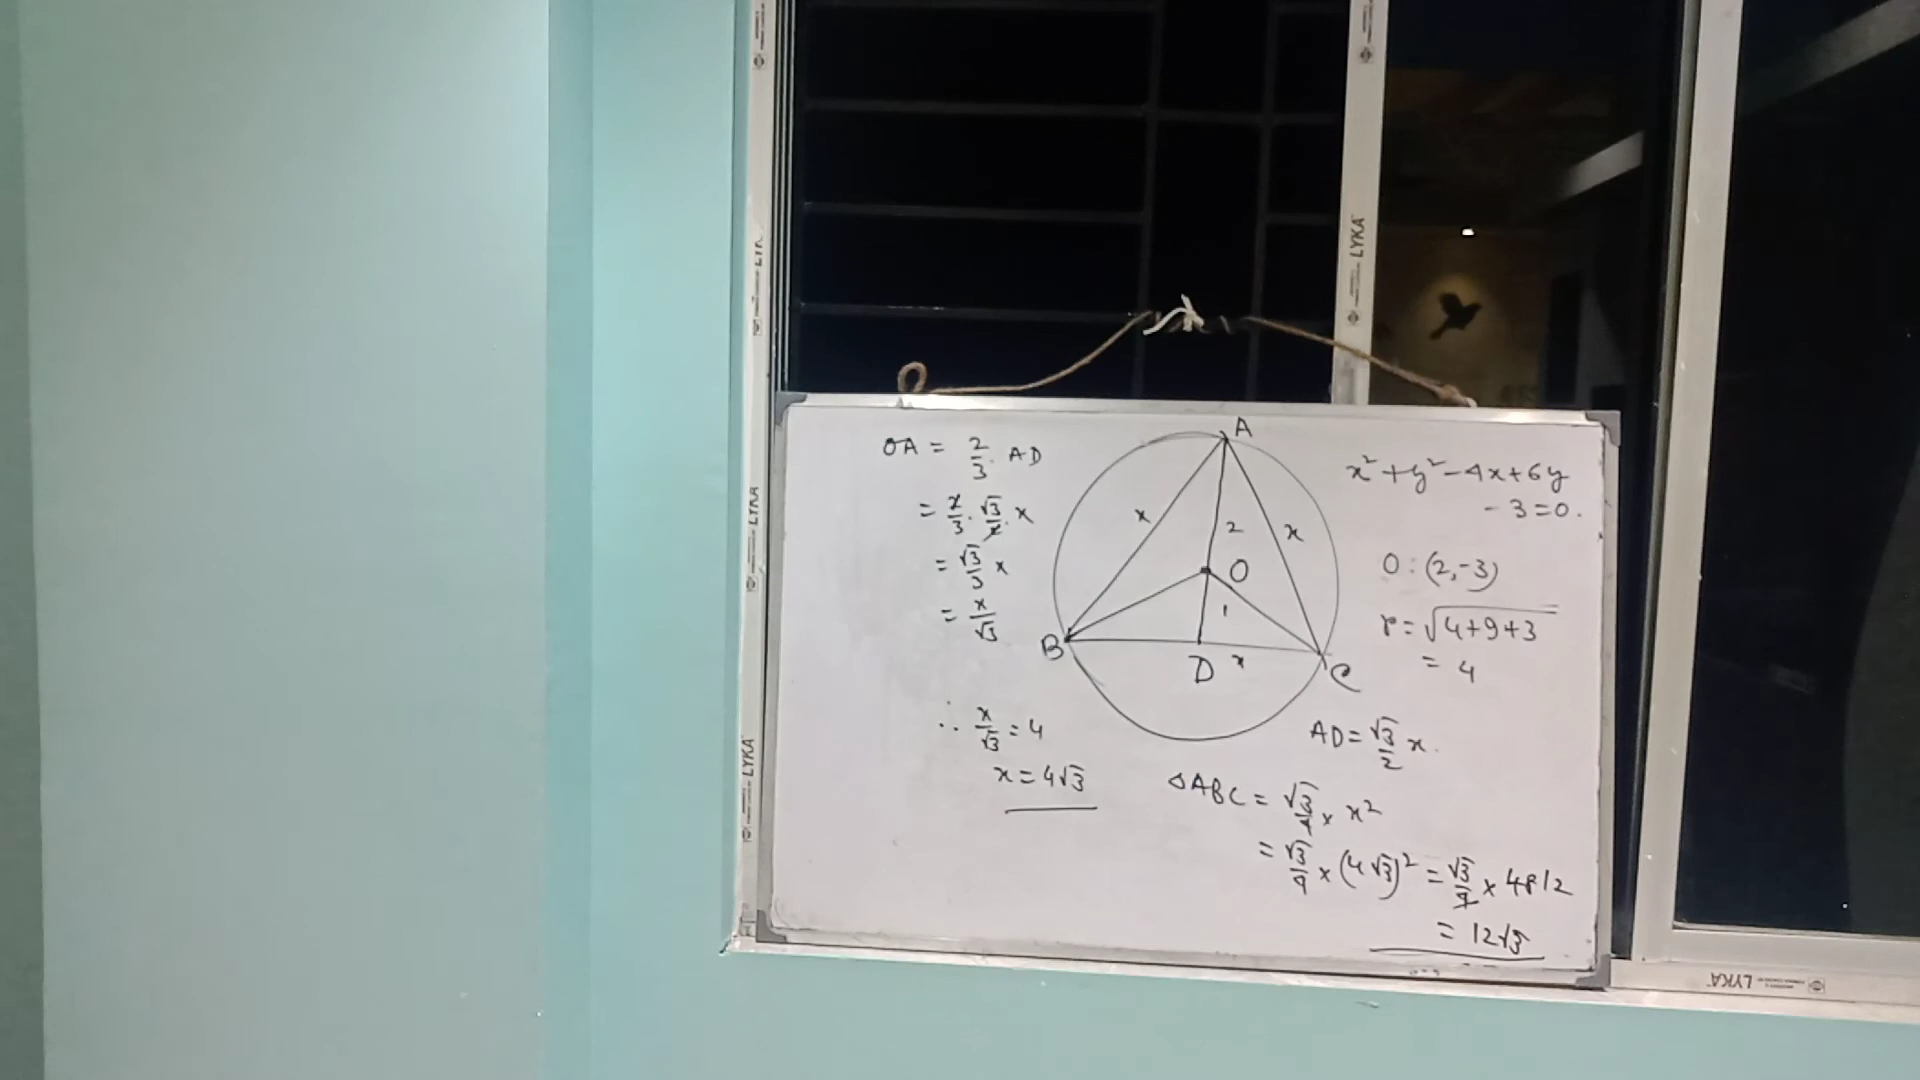 OA = 2/3 . AD
= 2/3 . √3/2 . x
= √3/3 x
= x/√3
∴ x/√3 = 4
x = 4√3
A
x
2
x
O
1
B
D
x
C
x² + y² - 4x + 6y
- 3 = 0.
O : (2, -3)
r = √4+9+3
= 4
AD = √3/2 x.
△ABC = √3/4 × x²
= √3/4 × (4√3)² = √3/4 × 48 12
= 12√3
LYKA
LYKA
LYKA
LYKA
LYKA